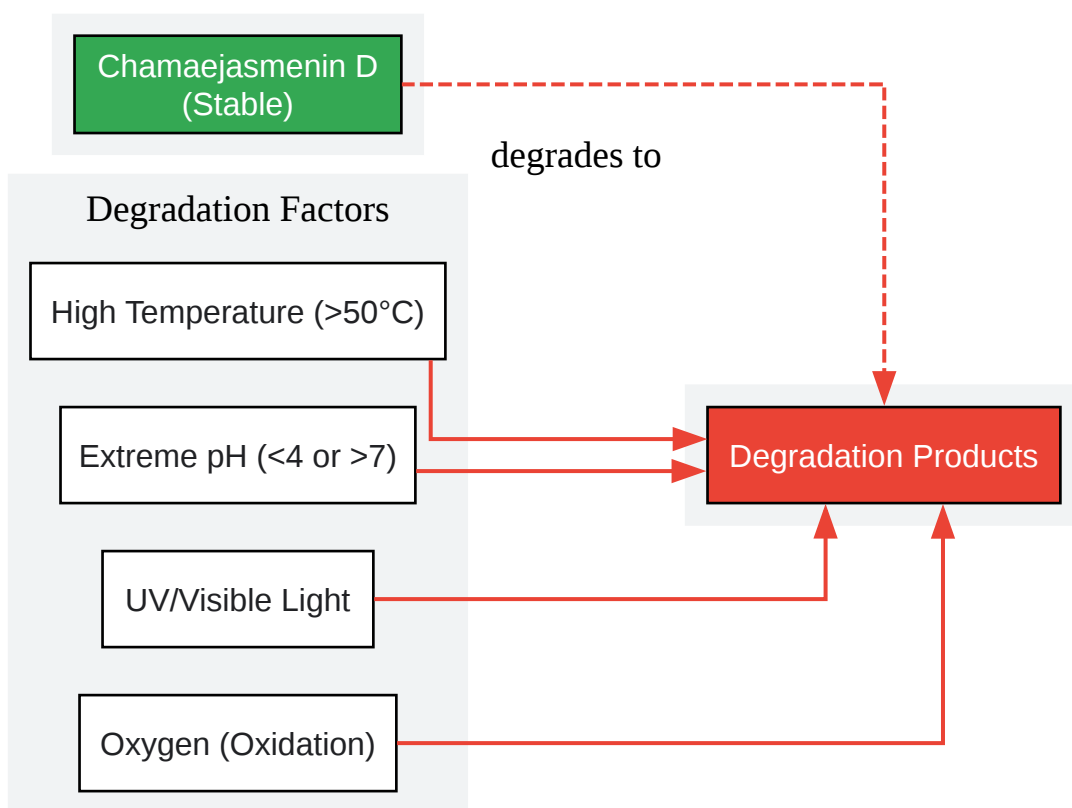 Chamaejasmenin D
(Stable)
degrades to
Degradation Factors
High Temperature (>50°C)
Extreme pH (<4 or >7)
Degradation Products
UV/Visible Light
Oxygen (Oxidation)